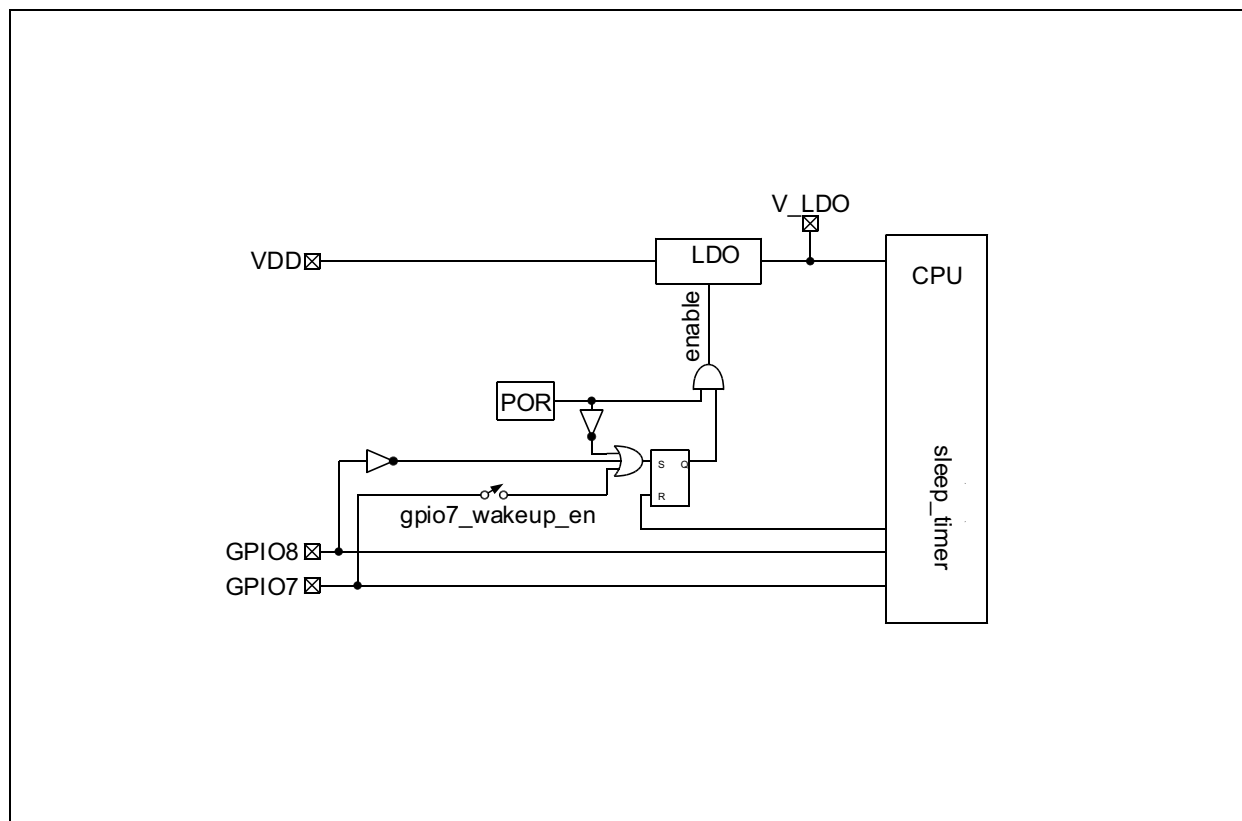 V_LDO
VDD
LDO
CPU
enable
POR
S
Q
R
gpio7_wakeup_en
sleep_timer
GPIO8
GPIO7